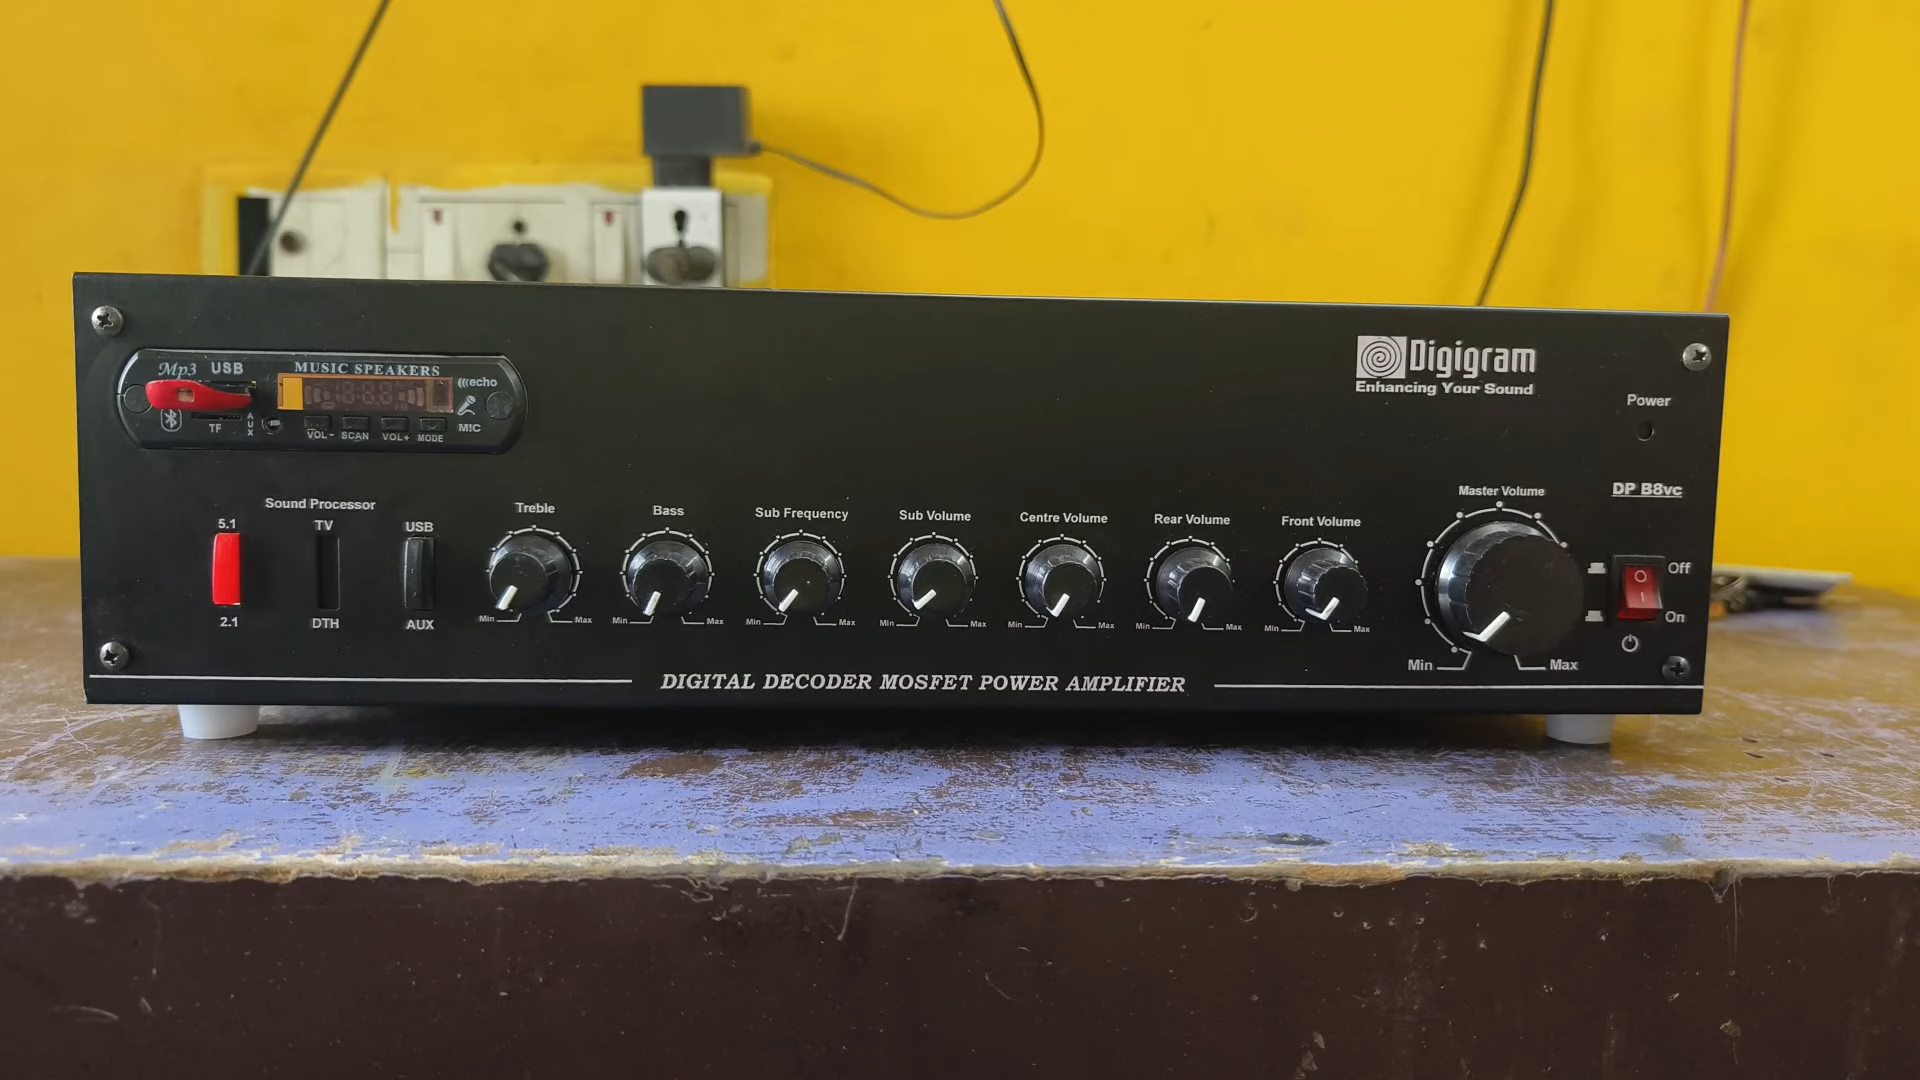 Mp3 USB
MUSIC SPEAKERS
echo
TF
AUX
VOL-
SCAN
VOL+
MODE
MIC
Digigram
Enhancing Your Sound
Power
DP B8vc
Sound Processor
5.1
2.1
TV
DTH
USB
AUX
Treble
Min Max
Bass
Min Max
Sub Frequency
Min Max
Sub Volume
Min Max
Centre Volume
Min Max
Rear Volume
Min Max
Front Volume
Min Max
Master Volume
Min Max
Off
On
DIGITAL DECODER MOSFET POWER AMPLIFIER